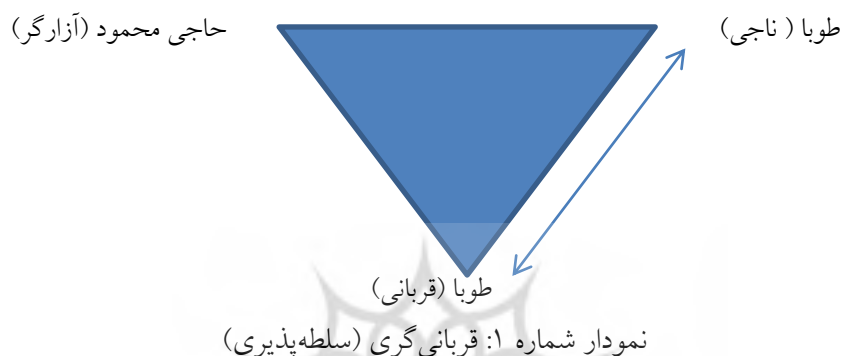 طوبا ( ناجی)
حاجی محمود (آزارگر)
طوبا (قربانی)
نمودار شماره ۱: قربانی‌گری (سلطه‌پذیری)